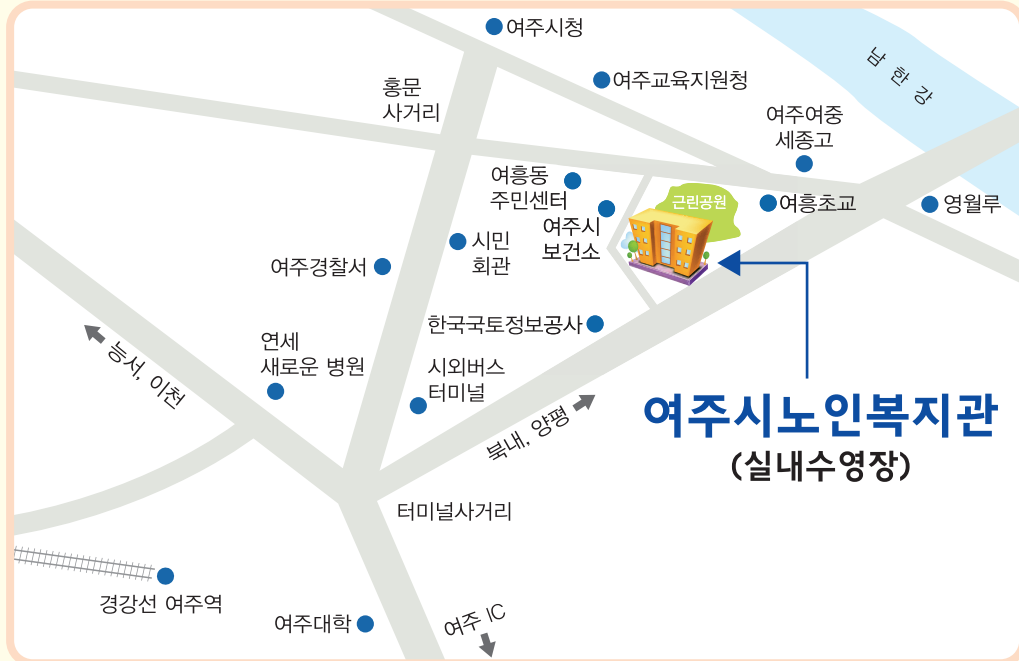 여주시청
여주교육지원청
남한강
홍문
사거리
여주여중
세종고
여흥동
주민센터
근린공원
여흥초교
영월루
여주시
보건소
시민
회관
여주경찰서
한국국토정보공사
연세
새로운 병원
능서, 이천
시외버스
터미널
북내, 양평
여주시노인복지관
(실내수영장)
터미널사거리
경강선 여주역
여주대학
여주 IC